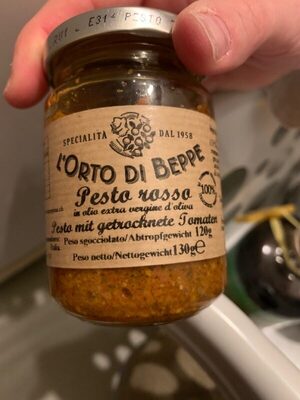 E31 PESTO
SPECIALITÀ DAL 1958
L'ORTO DI BEPPE
Pesto rosso
in olio extra vergine d'oliva
100%
Pesto mit getrocknete Tomaten
Peso sgocciolato/Abtropfgewicht 120g
Peso netto/Nettogewicht 130g e